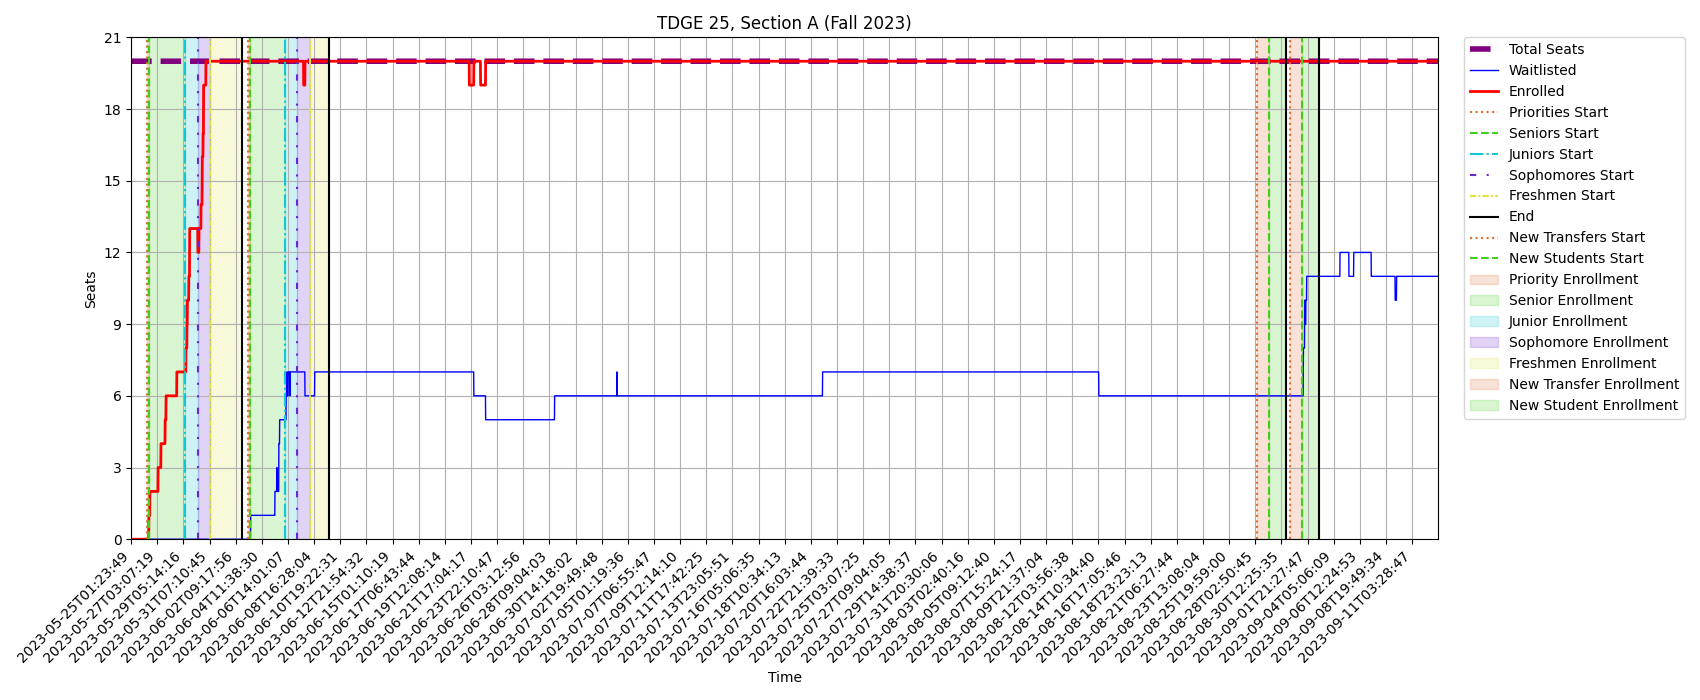 TDGE 25, Section A (Fall 2023)
21
18
15
12
9
6
3
0
Seats
2023-05-25T01:23:49
2023-05-27T03:07:19
2023-05-29T05:14:16
2023-05-31T07:10:45
2023-06-02T09:17:56
2023-06-04T11:38:30
2023-06-06T14:01:07
2023-06-08T16:28:04
2023-06-10T19:22:31
2023-06-12T21:54:32
2023-06-15T01:10:19
2023-06-17T06:43:44
2023-06-19T12:08:14
2023-06-21T17:04:17
2023-06-23T22:10:47
2023-06-26T03:12:56
2023-06-28T09:04:03
2023-06-30T14:18:02
2023-07-02T19:49:48
2023-07-05T01:19:36
2023-07-07T06:55:47
2023-07-09T12:14:10
2023-07-11T17:42:25
2023-07-13T23:05:51
2023-07-16T05:06:35
2023-07-18T10:34:13
2023-07-20T16:03:44
2023-07-22T21:39:33
2023-07-25T03:07:25
2023-07-27T09:04:05
2023-07-29T14:38:37
2023-07-31T20:30:06
2023-08-03T02:40:16
2023-08-05T09:12:40
2023-08-07T15:24:17
2023-08-09T21:37:04
2023-08-12T03:56:38
2023-08-14T10:34:40
2023-08-16T17:05:46
2023-08-18T23:23:13
2023-08-21T06:27:44
2023-08-23T13:08:04
2023-08-25T19:59:00
2023-08-28T02:50:45
2023-08-30T12:25:35
2023-09-01T21:27:47
2023-09-04T05:06:09
2023-09-06T12:24:53
2023-09-08T19:49:34
2023-09-11T03:28:47
Time
Total Seats
Waitlisted
Enrolled
Priorities Start
Seniors Start
Juniors Start
Sophomores Start
Freshmen Start
End
New Transfers Start
New Students Start
Priority Enrollment
Senior Enrollment
Junior Enrollment
Sophomore Enrollment
Freshmen Enrollment
New Transfer Enrollment
New Student Enrollment